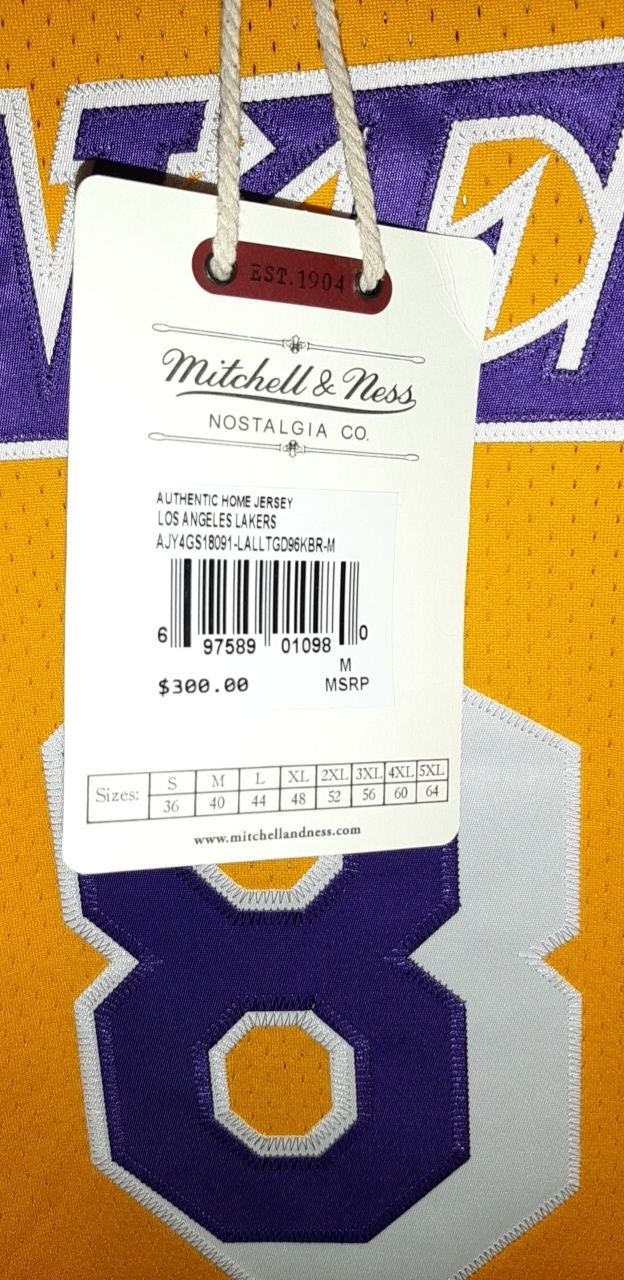 EST.1904
Mitchell & Ness
NOSTALGIA CO.
AUTHENTIC HOME JERSEY
LOS ANGELES LAKERS
AJY4GS18091-LALLTGD96KBR-M
6 97589 01098 0
M
$300.00 MSRP
Sizes: S M L XL 2XL 3XL 4XL 5XL
36 40 44 48 52 56 60 64
www.mitchellandness.com
8